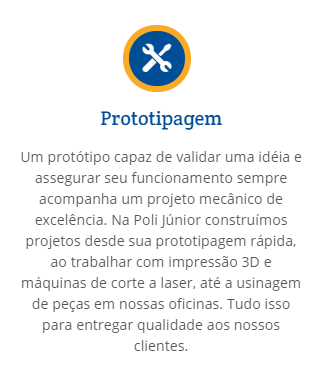 Prototipagem
Um protótipo capaz de validar uma idéia e
assegurar seu funcionamento sempre
acompanha um projeto mecânico de
excelência. Na Poli Júnior construímos
projetos desde sua prototipagem rápida,
ao trabalhar com impressão 3D e
máquinas de corte a laser, até a usinagem
de peças em nossas oficinas. Tudo isso
para entregar qualidade aos nossos
clientes.